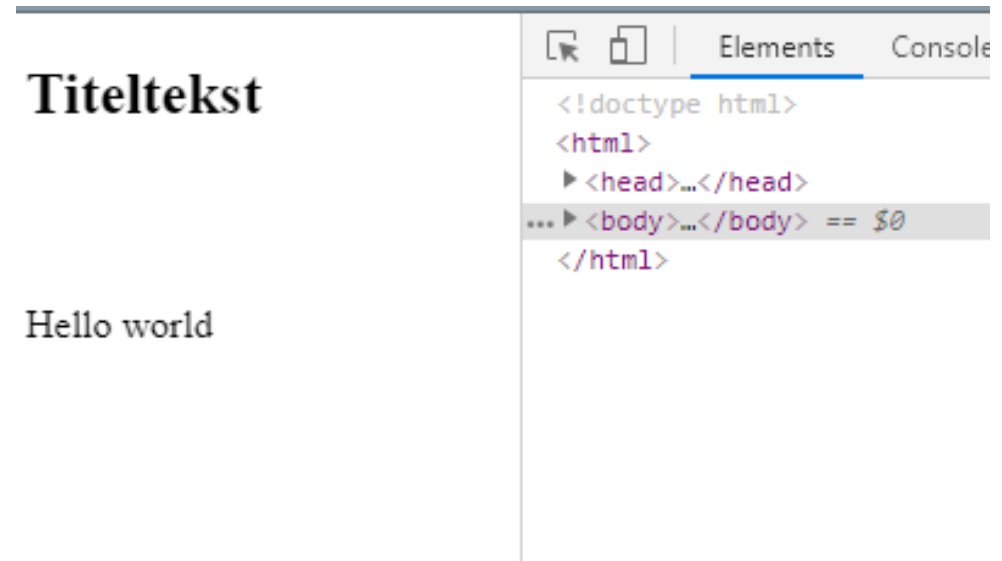 Titeltekst
Hello world
Elements Console
<!doctype html>
<html>
<head>…</head>
… <body>…</body> == $0
</html>